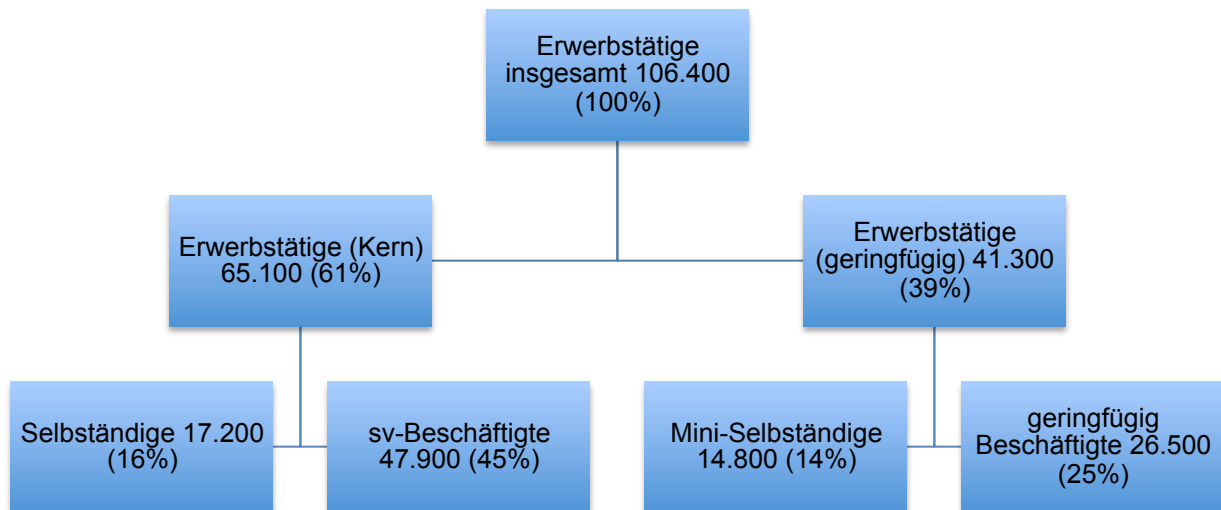 Erwerbstätige
insgesamt 106.400
(100%)
Erwerbstätige (Kern)
65.100 (61%)
Erwerbstätige
(geringfügig) 41.300
(39%)
Selbständige 17.200
(16%)
sv-Beschäftigte
47.900 (45%)
Mini-Selbständige
14.800 (14%)
geringfügig
Beschäftigte 26.500
(25%)